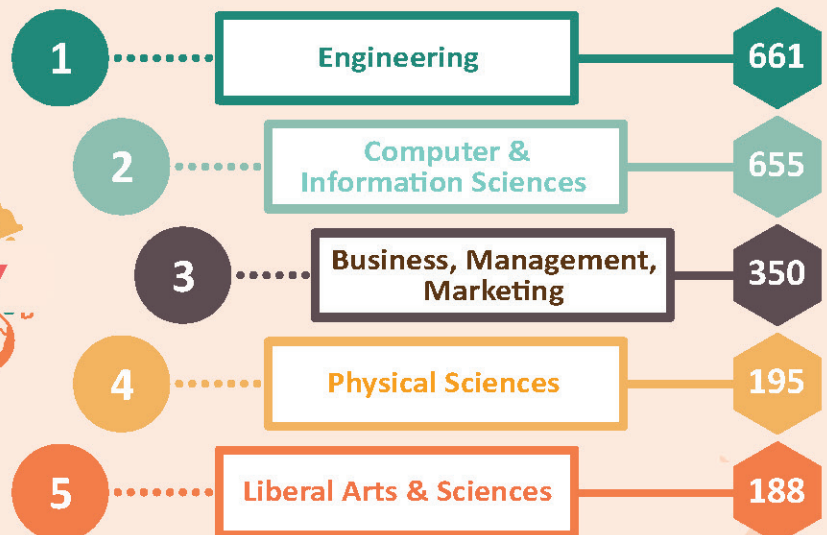 1 Engineering 661
2 Computer &
Information Sciences 655
3 Business, Management,
Marketing 350
4 Physical Sciences 195
5 Liberal Arts & Sciences 188